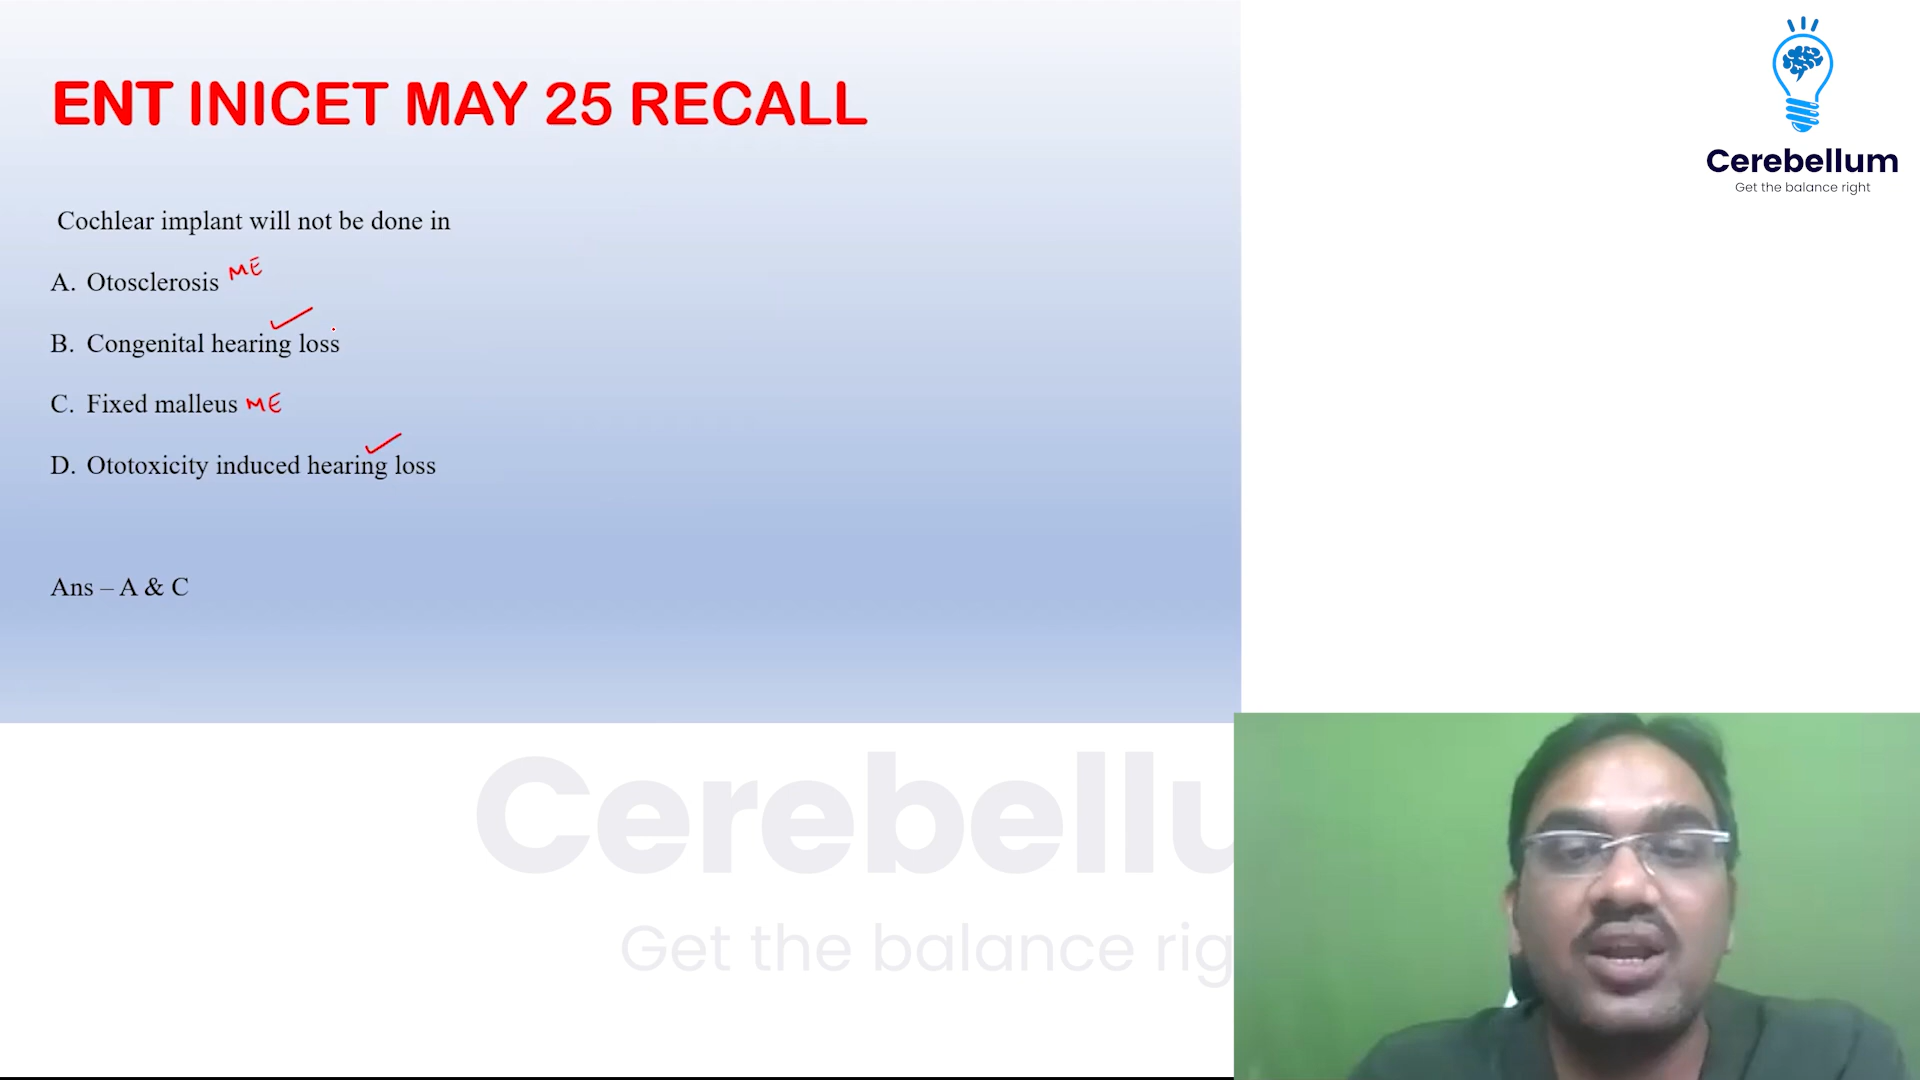 ENT INICET MAY 25 RECALL
Cerebellum
Get the balance right
Cochlear implant will not be done in
A. Otosclerosis ME
B. Congenital hearing loss
C. Fixed malleus ME
D. Ototoxicity induced hearing loss
Ans – A & C
Cerebellu
Get the balance rig